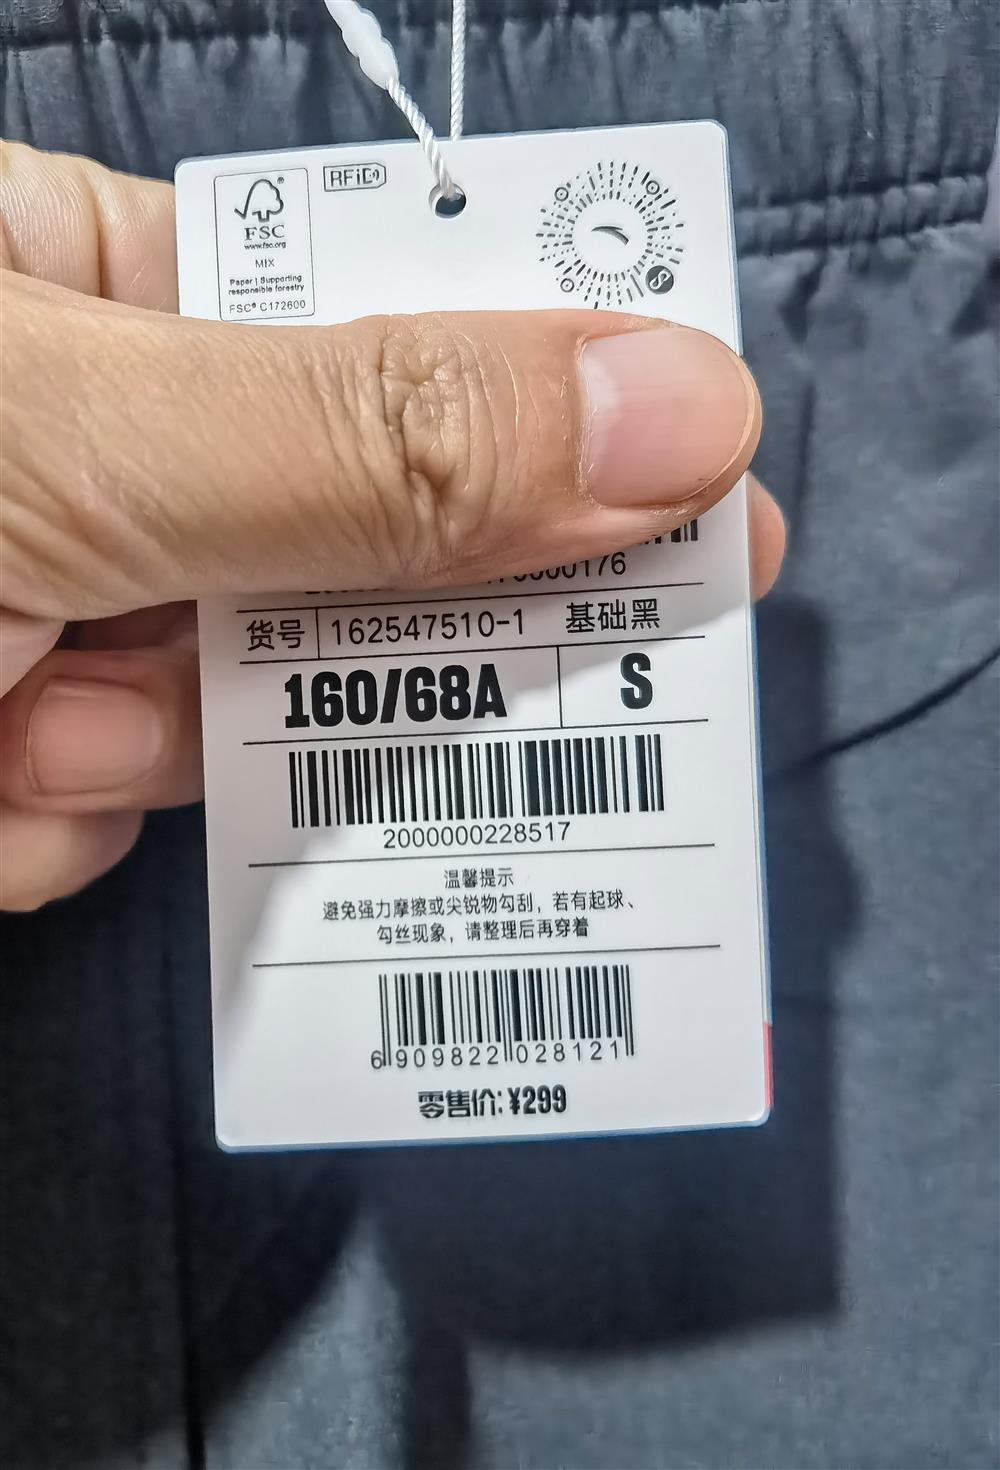 RFiD
FSC®
www.fsc.org
MIX
Paper | Supporting
responsible forestry
FSC® C172600
货号 162547510-1 基础黑
160/68A S
2000000228517
温馨提示
避免强力摩擦或尖锐物勾刮，若有起球、
勾丝现象，请整理后再穿着
6 909822 028121
零售价:¥299